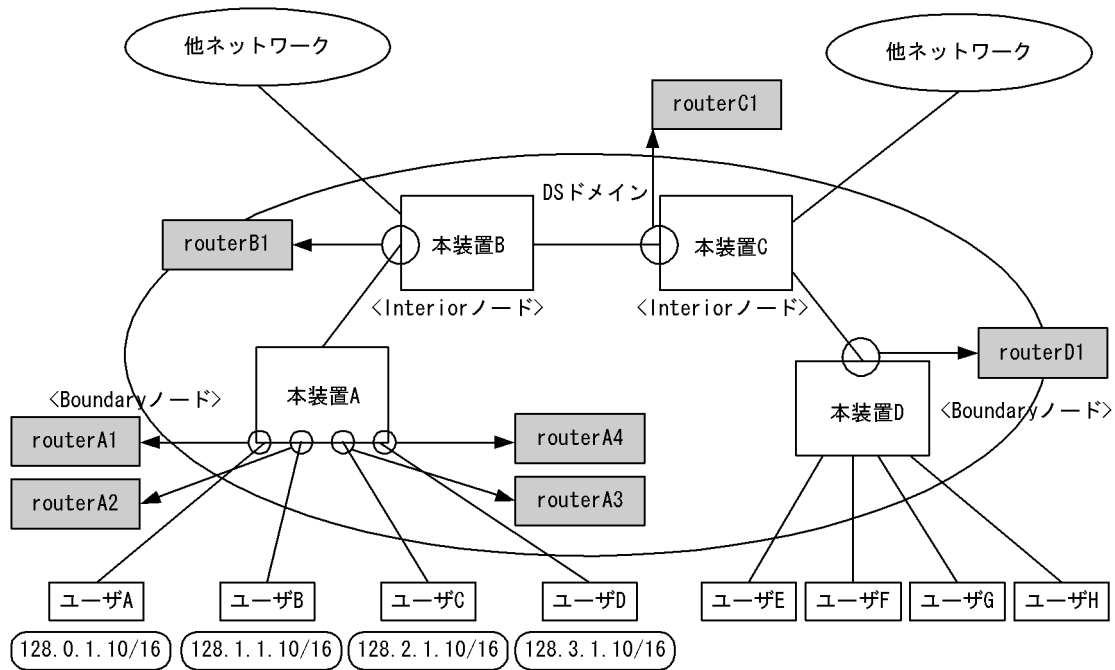 他ネットワーク
他ネットワーク
routerC1
DSドメイン
routerB1
本装置B
本装置C
<Interiorノード>
<Interiorノード>
routerD1
<Boundaryノード>
本装置A
本装置D
<Boundaryノード>
routerA1
routerA4
routerA2
routerA3
ユーザA
ユーザB
ユーザC
ユーザD
ユーザE
ユーザF
ユーザG
ユーザH
128.0.1.10/16
128.1.1.10/16
128.2.1.10/16
128.3.1.10/16